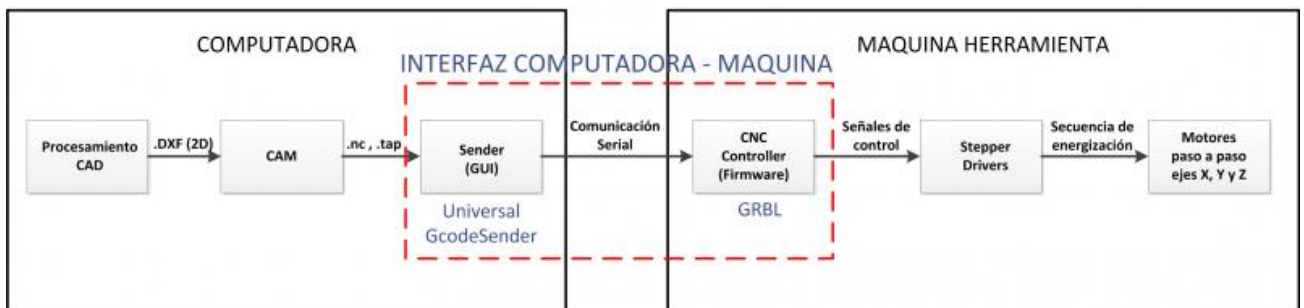 COMPUTADORA
MAQUINA HERRAMIENTA
INTERFAZ COMPUTADORA - MAQUINA
Procesamiento
CAD
.DXF (2D)
CAM
.nc , .tap
Sender
(GUI)
Universal
GcodeSender
Comunicación
Serial
CNC
Controller
(Firmware)
GRBL
Señales de
control
Stepper
Drivers
Secuencia de
energización
Motores
paso a paso
ejes X, Y y Z